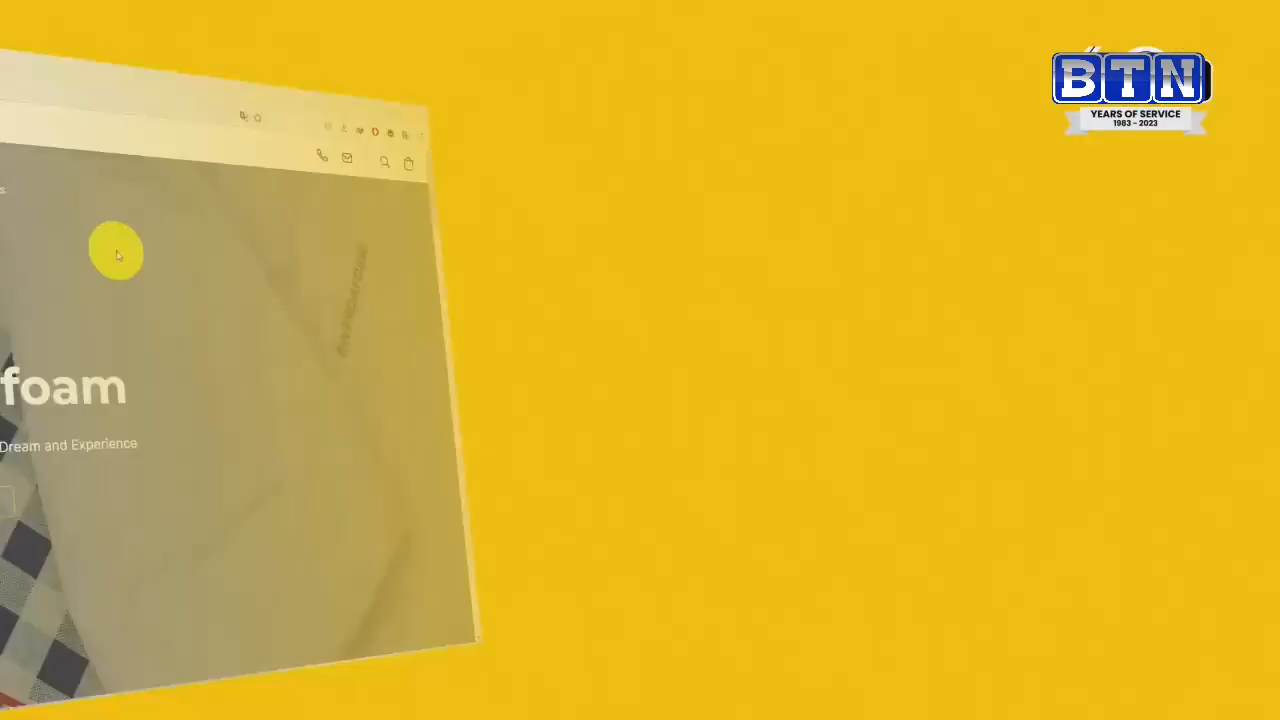 BTN
YEARS OF SERVICE
1983 - 2023
foam
Dream and Experience